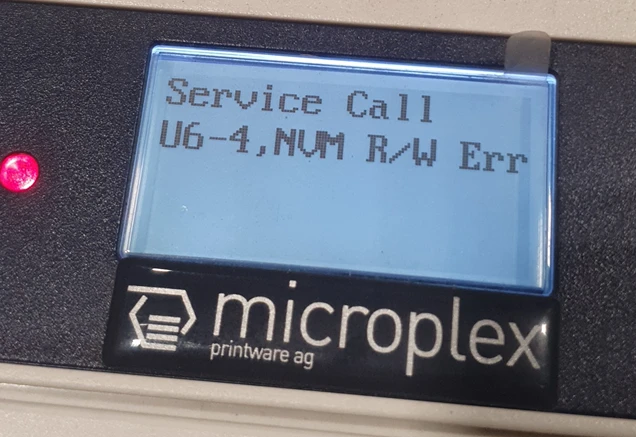 Service Call
U6-4,NVM R/W Err
microplex
printware ag